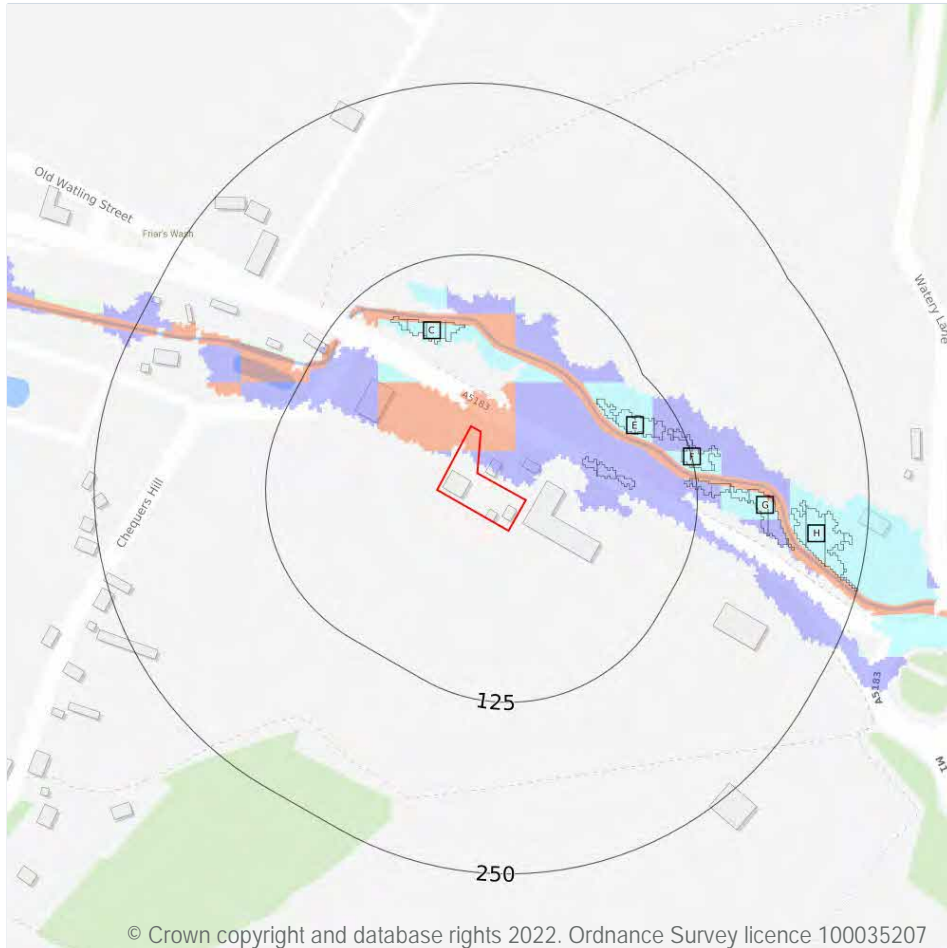 Old Watling Street
Friar's Wash
Watery Lane
C
A5183
E
F
G
H
Chequers Hill
125
A5183
M1
250
© Crown copyright and database rights 2022. Ordnance Survey licence 100035207